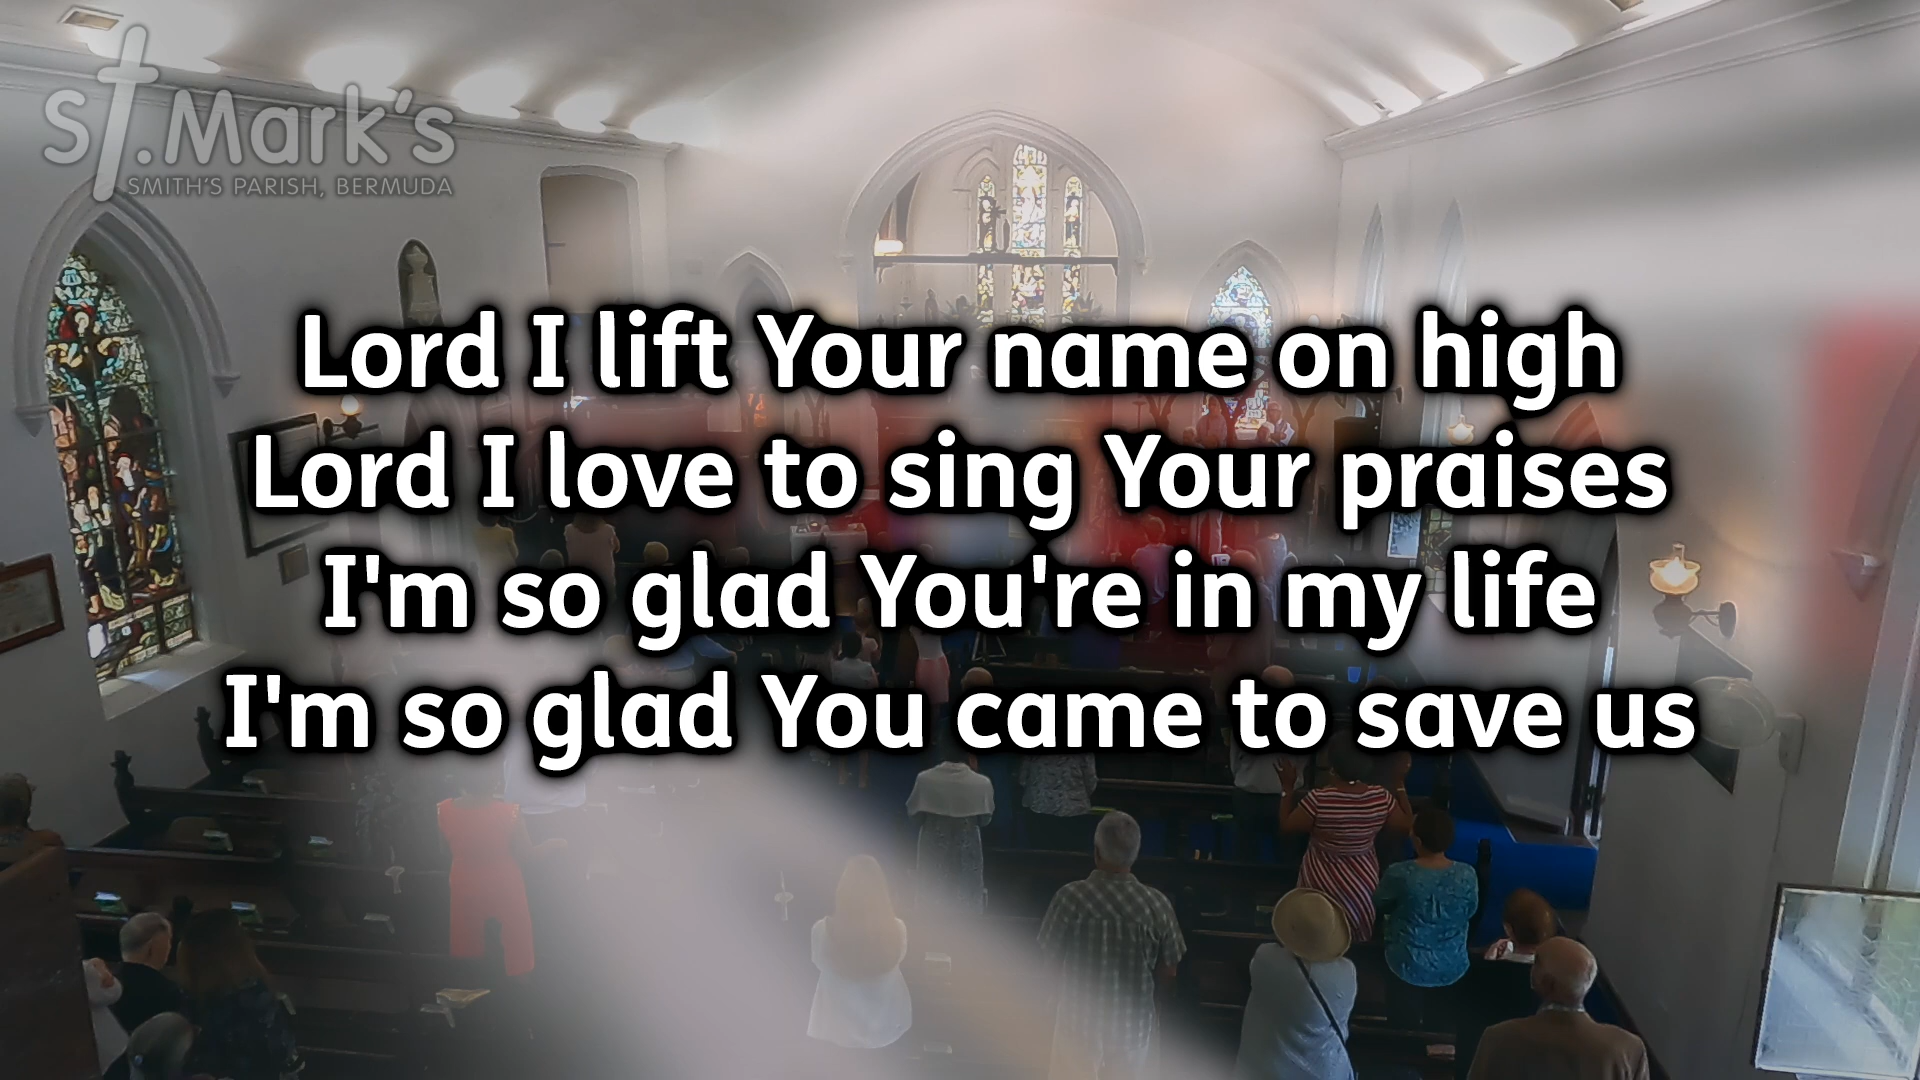 St. Mark's
SMITH'S PARISH, BERMUDA
Lord I lift Your name on high
Lord I love to sing Your praises
I'm so glad You're in my life
I'm so glad You came to save us